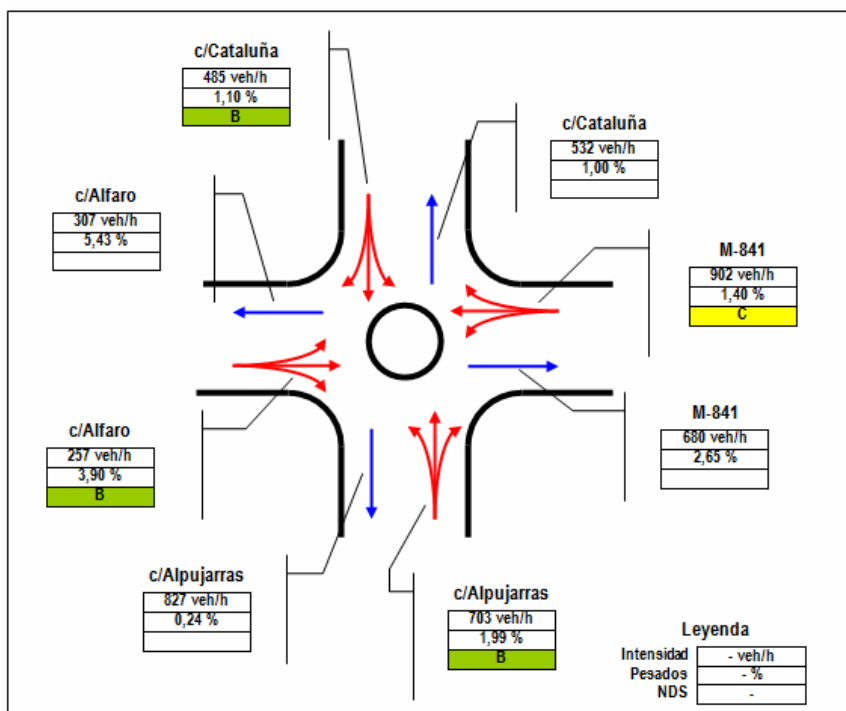 c/Cataluña
485 veh/h
1,10 %
B
c/Cataluña
532 veh/h
1,00 %
c/Alfaro
307 veh/h
5,43 %
M-841
902 veh/h
1,40 %
C
c/Alfaro
257 veh/h
3,90 %
B
M-841
680 veh/h
2,65 %
c/Alpujarras
827 veh/h
0,24 %
c/Alpujarras
703 veh/h
1,99 %
B
Leyenda
Intensidad - veh/h
Pesados - %
NDS -